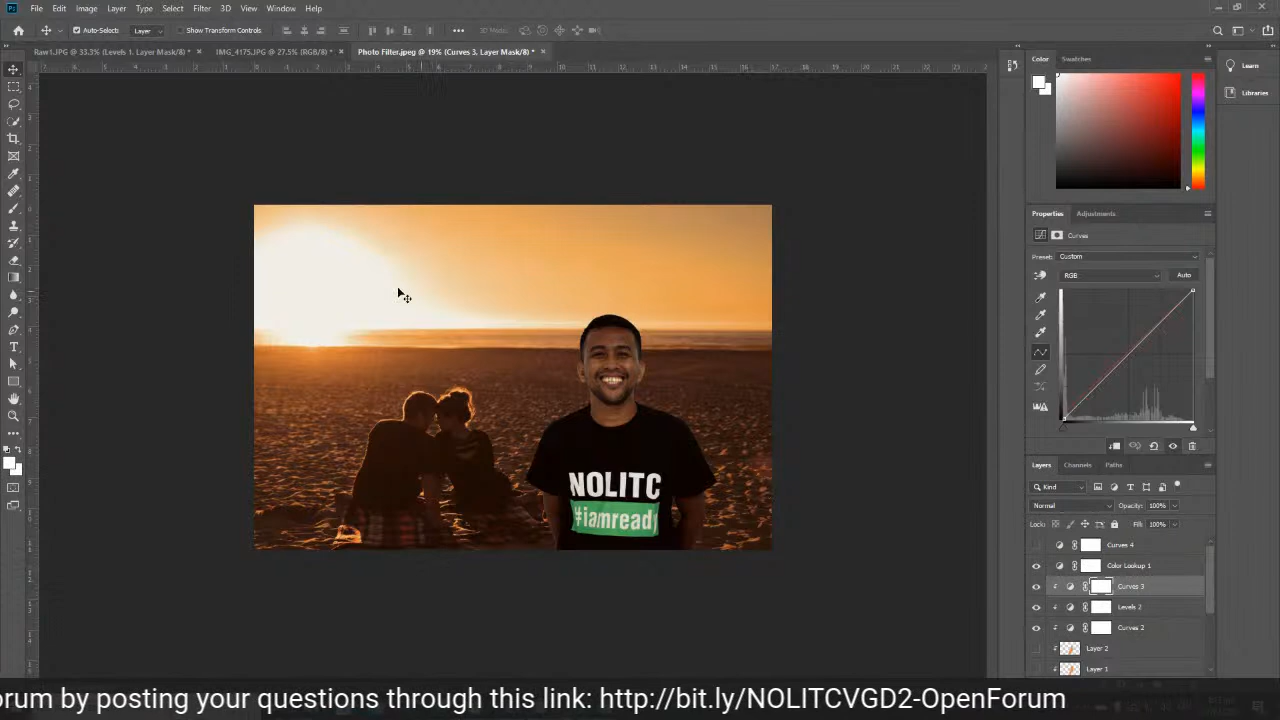 Ps File Edit Image Layer Type Select Filter 3D View Window Help
Auto-Select: Layer Show Transform Controls 3D Mode:
Raw1.JPG @ 33.3% (Levels 1, Layer Mask/8) * × IMG_4175.JPG @ 27.5% (RGB/8) * × Photo Filter.jpeg @ 19% (Curves 3, Layer Mask/8) * ×
Color Swatches
Learn
Libraries
Properties Adjustments
Curves
Preset: Custom
RGB Auto
NOLITC
#iamready
Layers Channels Paths
Kind
Normal Opacity: 100%
Lock: Fill: 100%
Curves 4
Color Lookup 1
Curves 3
Levels 2
Curves 2
Layer 2
Layer 1
orum by posting your questions through this link: http://bit.ly/NOLITCVGD2-OpenForum